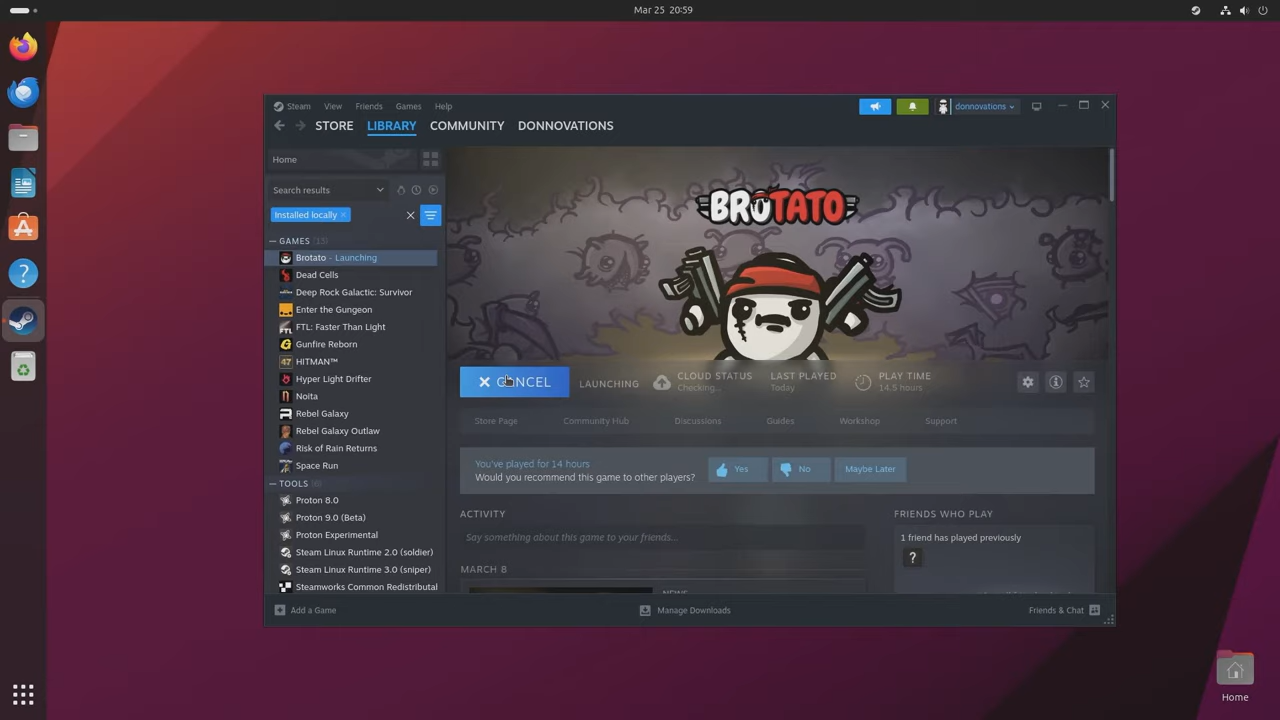 Mar 25 20:59
Steam View Friends Games Help
donnovations
STORE LIBRARY COMMUNITY DONNOVATIONS
Home
Search results
Installed locally
GAMES (13)
Brotato - Launching
Dead Cells
Deep Rock Galactic: Survivor
Enter the Gungeon
FTL: Faster Than Light
Gunfire Reborn
HITMAN™
Hyper Light Drifter
Noita
Rebel Galaxy
Rebel Galaxy Outlaw
Risk of Rain Returns
Space Run
TOOLS (6)
Proton 8.0
Proton 9.0 (Beta)
Proton Experimental
Steam Linux Runtime 2.0 (soldier)
Steam Linux Runtime 3.0 (sniper)
Steamworks Common Redistributal
BROTATO
CANCEL
LAUNCHING
CLOUD STATUS
Checking...
LAST PLAYED
Today
PLAY TIME
14.5 hours
Store Page Community Hub Discussions Guides Workshop Support
You've played for 14 hours
Would you recommend this game to other players?
Yes No Maybe Later
ACTIVITY
Say something about this game to your friends...
MARCH 8
NEWS
FRIENDS WHO PLAY
1 friend has played previously
?
Add a Game
Manage Downloads
Friends & Chat
Home